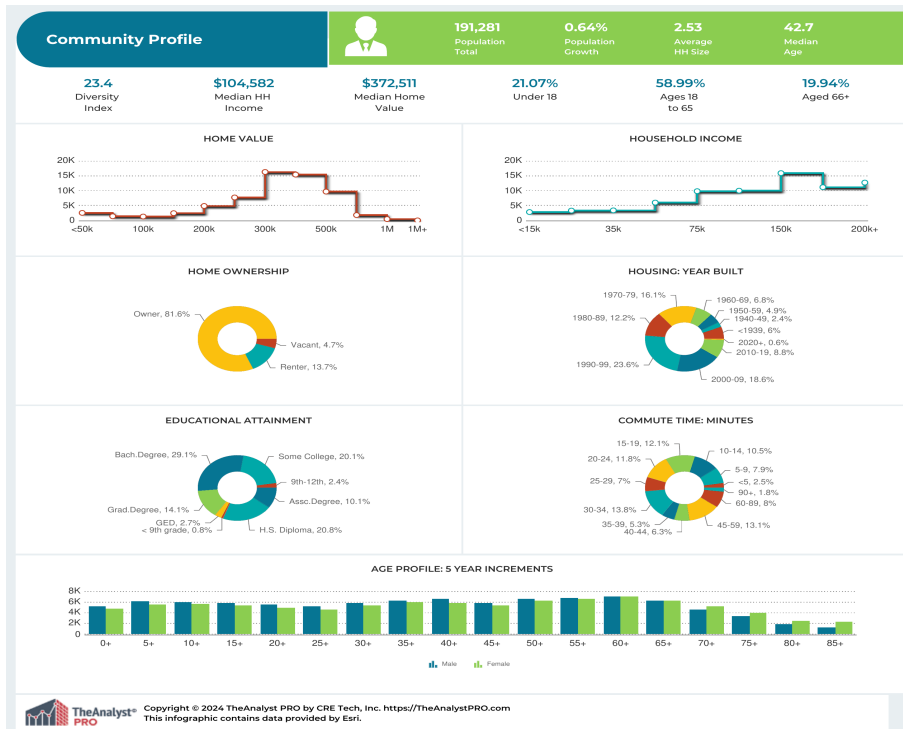 Community Profile
191,281
Population
Total
0.64%
Population
Growth
2.53
Average
HH Size
42.7
Median
Age
23.4
Diversity
Index
$104,582
Median HH
Income
$372,511
Median Home
Value
21.07%
Under 18
58.99%
Ages 18
to 65
19.94%
Aged 66+
HOME VALUE
20K
15K
10K
5K
0
<50k 100k 200k 300k 500k 1M 1M+
HOUSEHOLD INCOME
20K
15K
10K
5K
0
<15k 35k 75k 150k 200k+
HOME OWNERSHIP
Owner, 81.6%
Vacant, 4.7%
Renter, 13.7%
HOUSING: YEAR BUILT
1970-79, 16.1%
1960-69, 6.8%
1950-59, 4.9%
1980-89, 12.2%
1940-49, 2.4%
<1939, 6%
2020+, 0.6%
2010-19, 8.8%
1990-99, 23.6%
2000-09, 18.6%
EDUCATIONAL ATTAINMENT
Bach.Degree, 29.1%
Some College, 20.1%
9th-12th, 2.4%
Assc.Degree, 10.1%
Grad.Degree, 14.1%
GED, 2.7%
< 9th grade, 0.8%
H.S. Diploma, 20.8%
COMMUTE TIME: MINUTES
15-19, 12.1%
10-14, 10.5%
20-24, 11.8%
5-9, 7.9%
25-29, 7%
<5, 2.5%
90+, 1.8%
60-89, 8%
30-34, 13.8%
35-39, 5.3%
40-44, 6.3%
45-59, 13.1%
AGE PROFILE: 5 YEAR INCREMENTS
8K
6K
4K
2K
0
0+ 5+ 10+ 15+ 20+ 25+ 30+ 35+ 40+ 45+ 50+ 55+ 60+ 65+ 70+ 75+ 80+ 85+
Male Female
TheAnalyst®
PRO
Copyright © 2024 TheAnalyst PRO by CRE Tech, Inc. https://TheAnalystPRO.com
This infographic contains data provided by Esri.